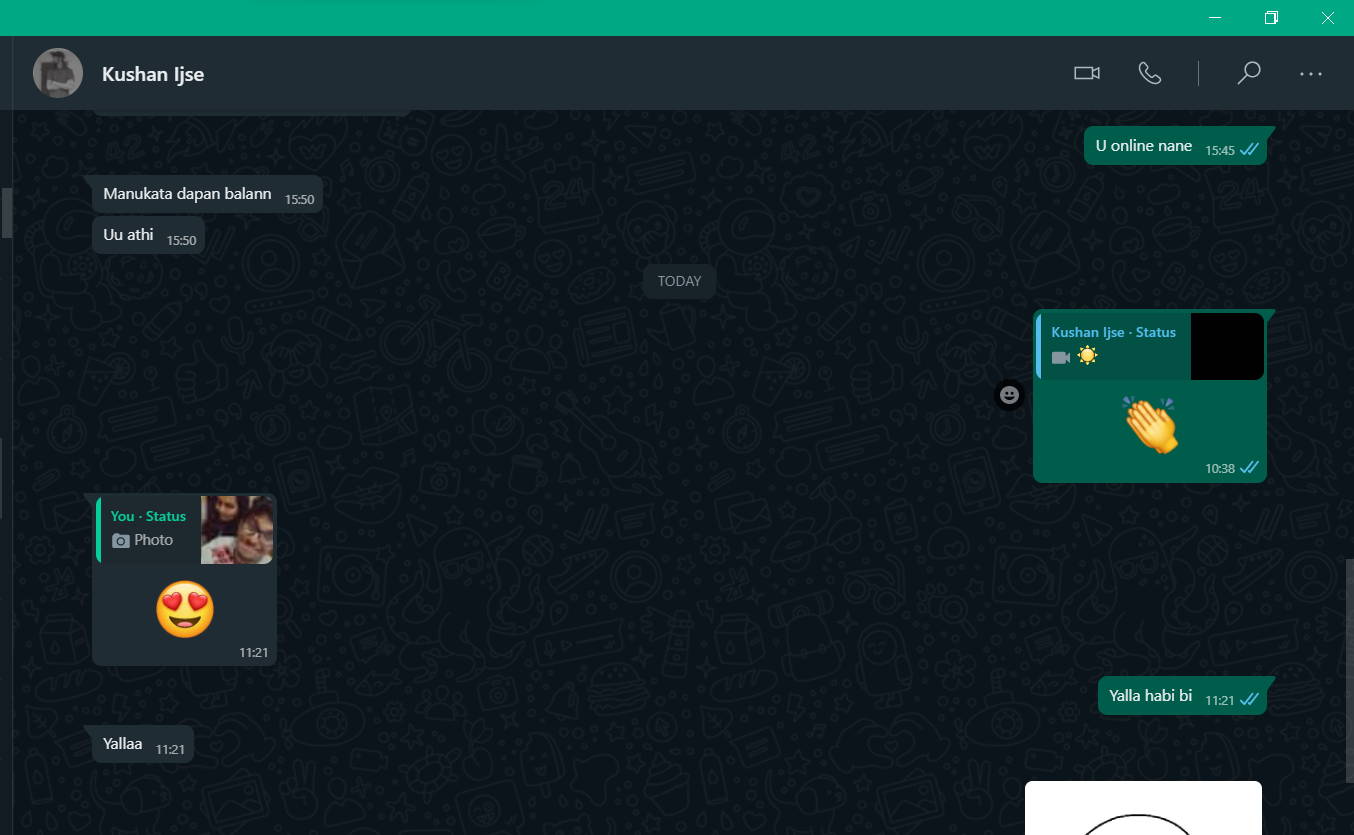 Kushan Ijse
U online nane 15:45
Manukata dapan balann 15:50
Uu athi 15:50
TODAY
Kushan Ijse · Status
10:38
You · Status
Photo
11:21
Yalla habi bi 11:21
Yallaa 11:21